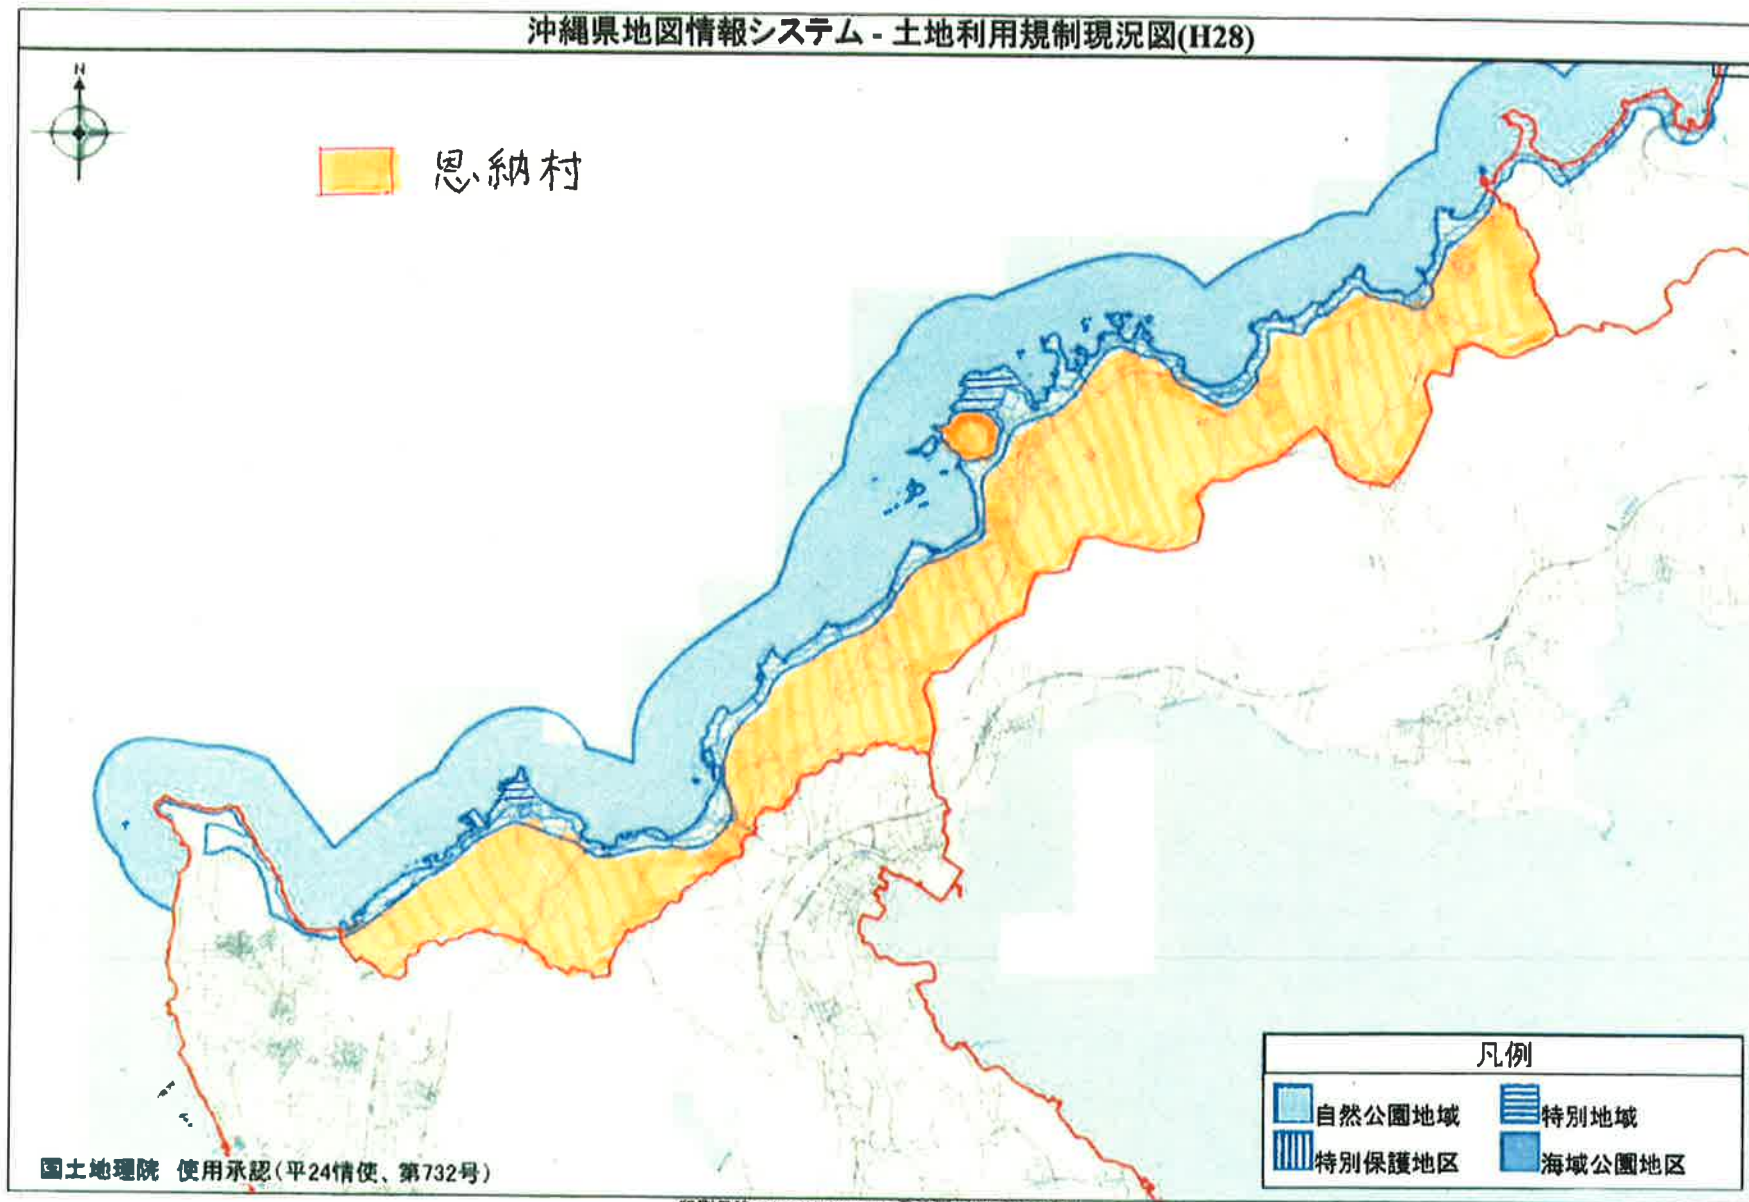 沖縄県地図情報システム - 土地利用規制現況図(H28)
N
恩納村
凡例
自然公園地域
特別地域
特別保護地区
海域公園地区
国土地理院 使用承認(平24情使、第732号)